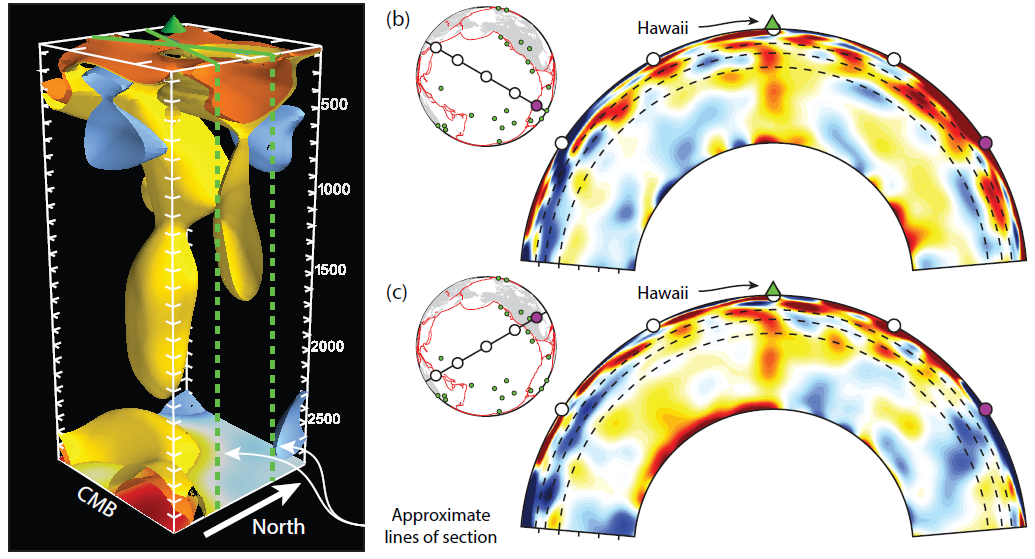 500
1000
1500
2000
2500
CMB
North
(b)
Hawaii
(c)
Hawaii
Approximate
lines of section